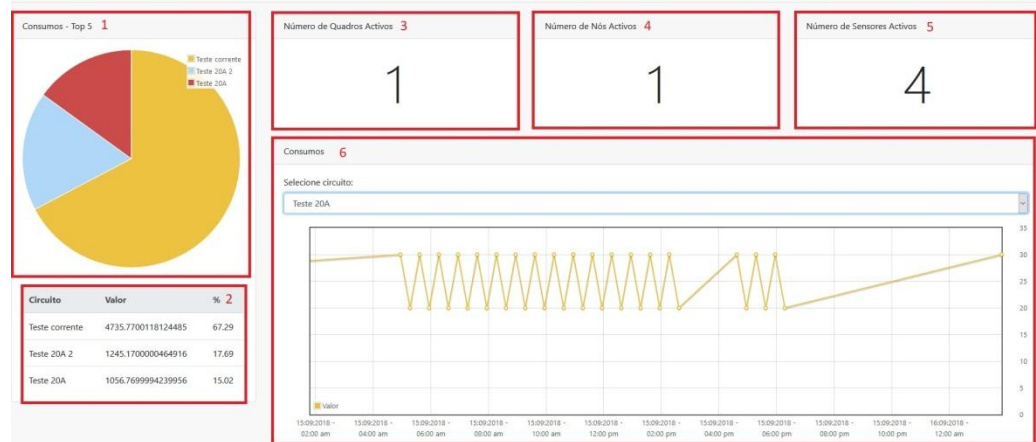 Consumos - Top 5 1
Teste corrente
Teste 20A 2
Teste 20A
Número de Quadros Activos 3
1
Número de Nós Activos 4
1
Número de Sensores Activos 5
4
Circuito Valor % 2
Teste corrente 4735.7700118124485 67.29
Teste 20A 2 1245.1700000464916 17.69
Teste 20A 1056.7699994239956 15.02
Consumos 6
Selecione circuito:
Teste 20A
35
30
25
20
15
10
5
0
Valor
15:09:2018 - 02:00 am
15:09:2018 - 04:00 am
15:09:2018 - 06:00 am
15:09:2018 - 08:00 am
15:09:2018 - 10:00 am
15:09:2018 - 12:00 pm
15:09:2018 - 02:00 pm
15:09:2018 - 04:00 pm
15:09:2018 - 06:00 pm
15:09:2018 - 08:00 pm
15:09:2018 - 10:00 pm
16:09:2018 - 12:00 am